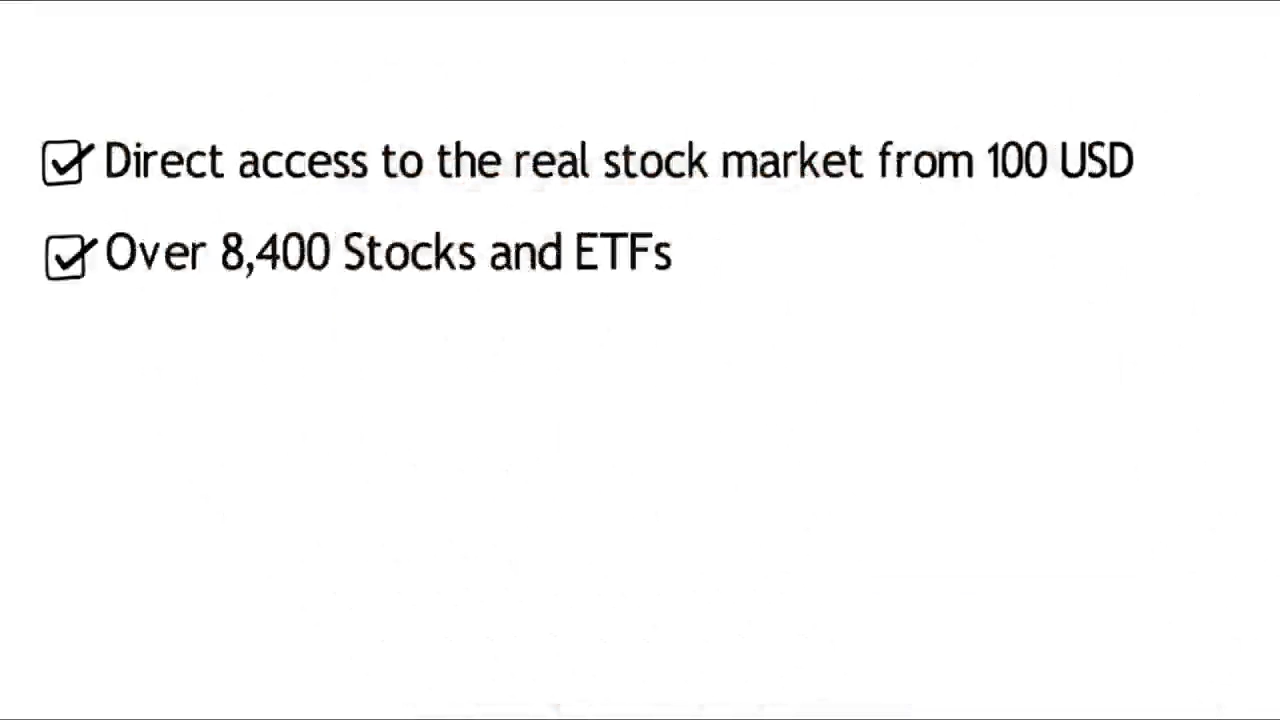 Direct access to the real stock market from 100 USD
Over 8,400 Stocks and ETFs